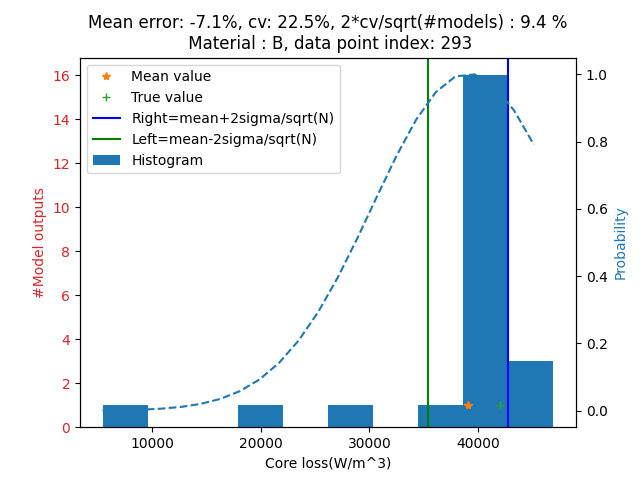 Mean error: -7.1%, cv: 22.5%, 2*cv/sqrt(#models) : 9.4 %
Material : B, data point index: 293
Mean value
True value
Right=mean+2sigma/sqrt(N)
Left=mean-2sigma/sqrt(N)
Histogram
#Model outputs
16
14
12
10
8
6
4
2
0
1.0
0.8
0.6
0.4
0.2
0.0
Probability
10000 20000 30000 40000
Core loss(W/m^3)